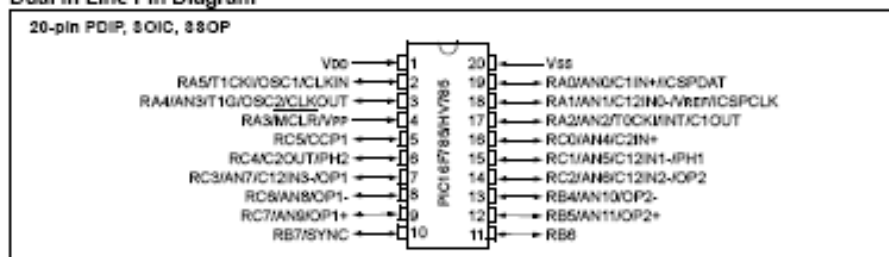 Dual In-Line Pin Diagram
20-pin PDIP, SOIC, SSOP
VDD 1 20 VSS
RA5/T1CKI/OSC1/CLKIN 2 19 RA0/AN0/C1IN+/ICSPDAT
RA4/AN3/T1G/OSC2/CLKOUT 3 18 RA1/AN1/C12IN0-/VREF/ICSPCLK
RA3/MCLR/VPP 4 17 RA2/AN2/T0CKI/INT/C1OUT
RC5/CCP1 5 16 RC0/AN4/C2IN+
RC4/C2OUT/PH2 6 15 RC1/AN5/C12IN1-/PH1
RC3/AN7/C12IN3-/OP1 7 14 RC2/AN6/C12IN2-/OP2
RC6/AN8/OP1- 8 13 RB4/AN10/OP2-
RC7/AN9/OP1+ 9 12 RB5/AN11/OP2+
RB7/SYNC 10 11 RB6
PIC16F785/HV785